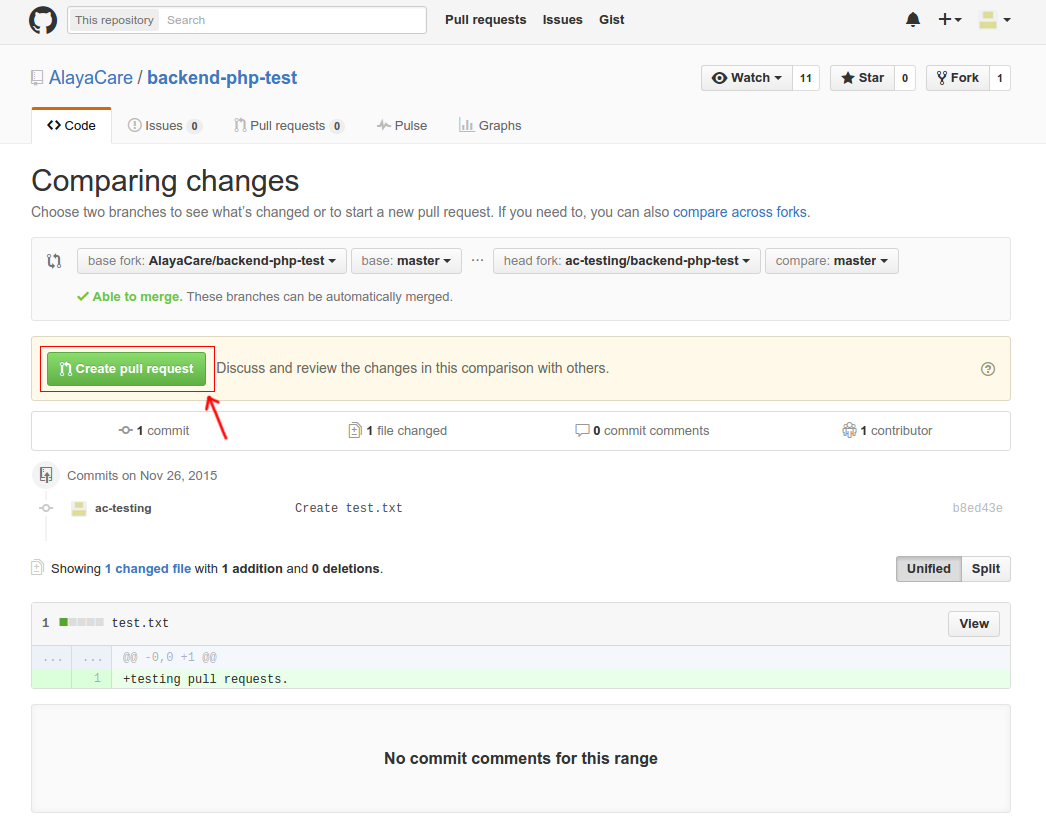 This repository Search Pull requests Issues Gist
AlayaCare / backend-php-test Watch 11 Star 0 Fork 1
Code Issues 0 Pull requests 0 Pulse Graphs
Comparing changes
Choose two branches to see what's changed or to start a new pull request. If you need to, you can also compare across forks.
base fork: AlayaCare/backend-php-test base: master ... head fork: ac-testing/backend-php-test compare: master
Able to merge. These branches can be automatically merged.
Create pull request Discuss and review the changes in this comparison with others.
1 commit 1 file changed 0 commit comments 1 contributor
Commits on Nov 26, 2015
ac-testing Create test.txt b8ed43e
Showing 1 changed file with 1 addition and 0 deletions. Unified Split
1 test.txt View
... ... @@ -0,0 +1 @@
1 +testing pull requests.
No commit comments for this range